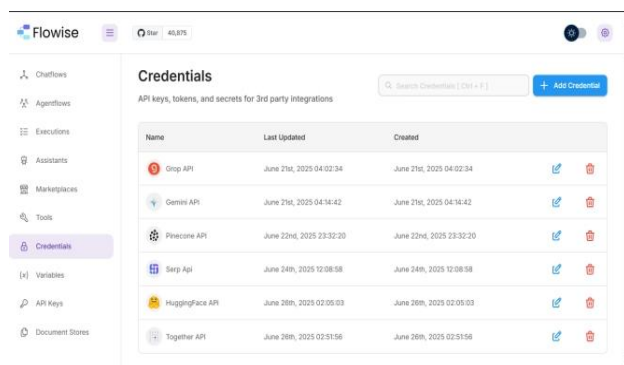 Flowise
Star 40,875
Chatflows
Agentflows
Executions
Assistants
Marketplaces
Tools
Credentials
Variables
API Keys
Document Stores
Credentials
API keys, tokens, and secrets for 3rd party integrations
Search Credentials [ Ctrl + F ]
+ Add Credential
Name Last Updated Created
Grop API June 21st, 2025 04:02:34 June 21st, 2025 04:02:34
Gemini API June 21st, 2025 04:14:42 June 21st, 2025 04:14:42
Pinecone API June 22nd, 2025 23:32:20 June 22nd, 2025 23:32:20
Serp Api June 24th, 2025 12:08:58 June 24th, 2025 12:08:58
HuggingFace API June 26th, 2025 02:05:03 June 26th, 2025 02:05:03
Together API June 26th, 2025 02:51:56 June 26th, 2025 02:51:56